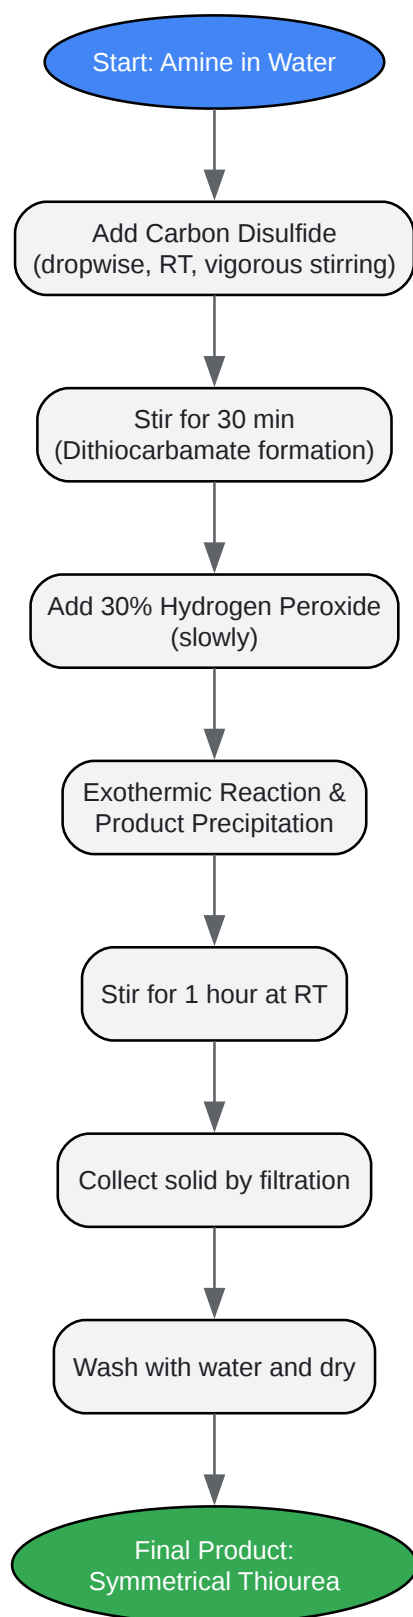 Start: Amine in Water
Add Carbon Disulfide
(dropwise, RT, vigorous stirring)
Stir for 30 min
(Dithiocarbamate formation)
Add 30% Hydrogen Peroxide
(slowly)
Exothermic Reaction &
Product Precipitation
Stir for 1 hour at RT
Collect solid by filtration
Wash with water and dry
Final Product:
Symmetrical Thiourea